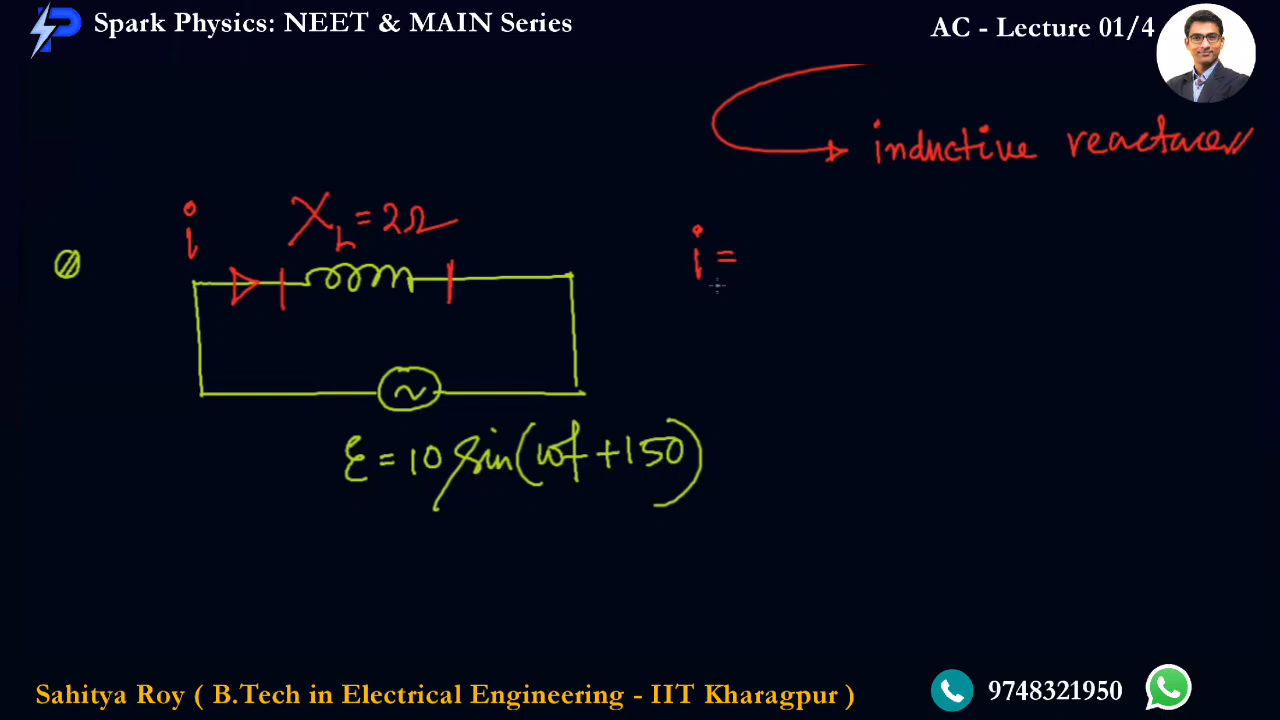 Spark Physics: NEET & MAIN Series
AC - Lecture 01/4
inductive reactance
i
X_L = 2Ω
i =
~
ε = 10 sin(ωt + 150)
Sahitya Roy ( B.Tech in Electrical Engineering - IIT Kharagpur )
9748321950